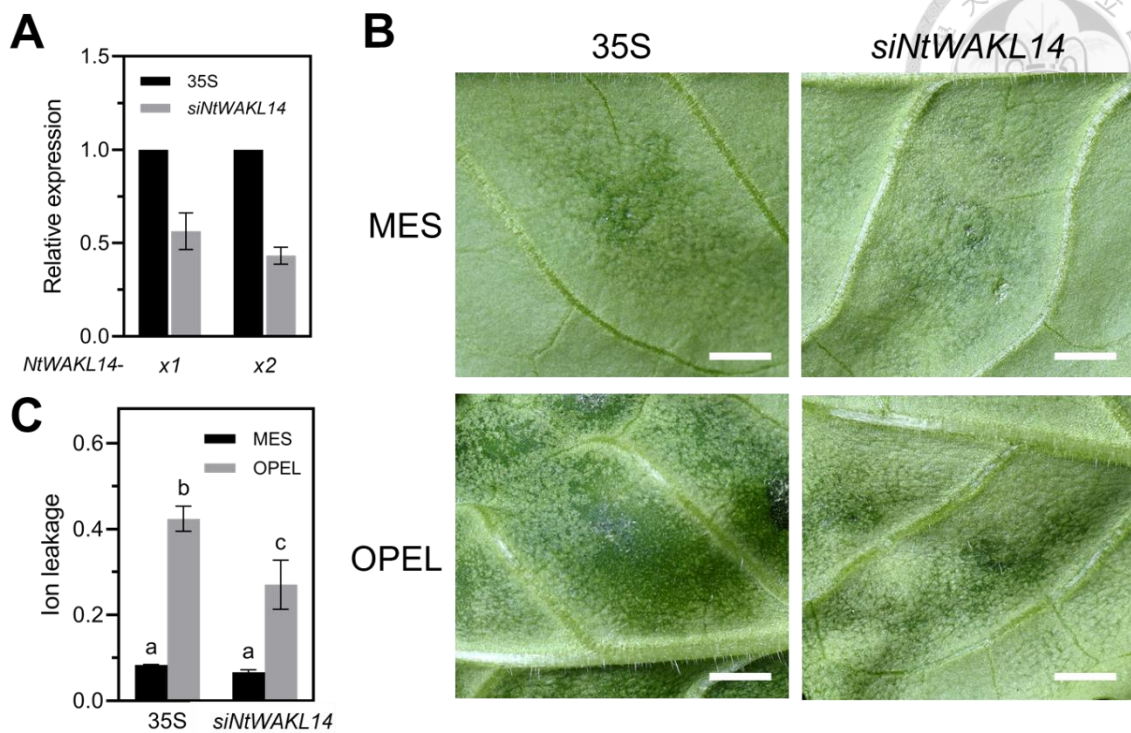 A
1.5
1.0
0.5
0.0
Relative expression
35S
siNtWAKL14
NtWAKL14-
x1
x2
B
35S
siNtWAKL14
MES
OPEL
C
0.6
0.4
0.2
0.0
Ion leakage
MES
OPEL
a
b
a
c
35S
siNtWAKL14